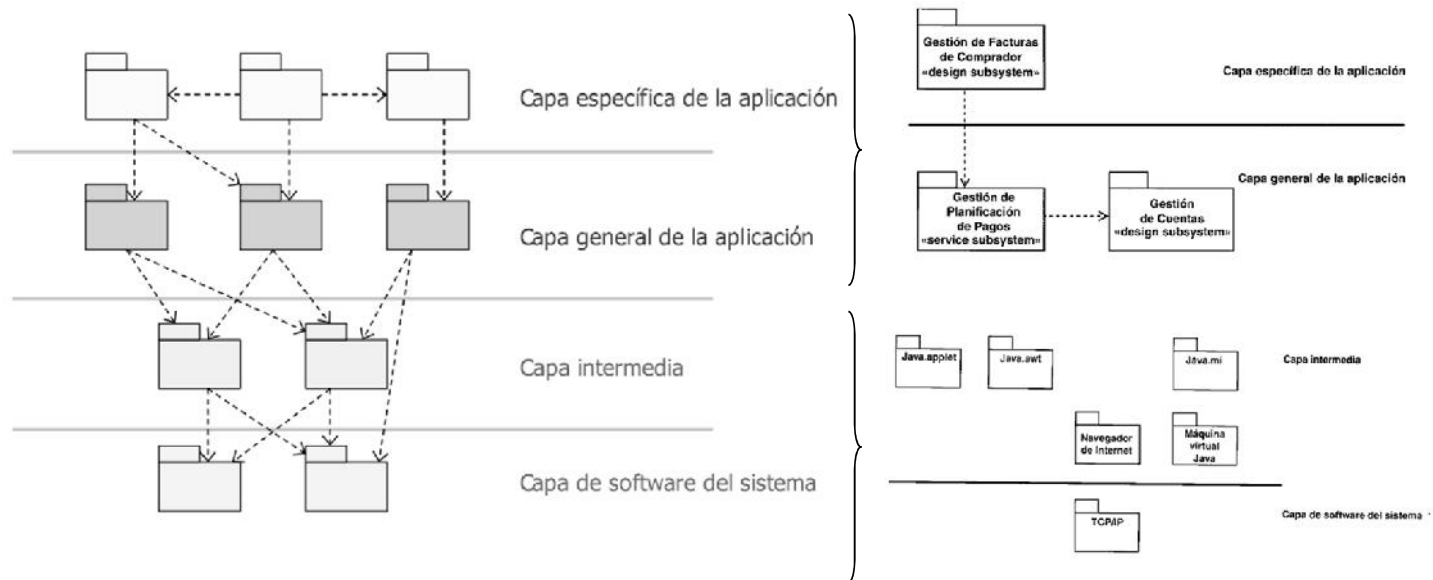 Capa específica de la aplicación
Capa general de la aplicación
Capa intermedia
Capa de software del sistema
Gestión de Facturas
de Comprador
«design subsystem»
Capa específica de la aplicación
Capa general de la aplicación
Gestión de
Planificación
de Pagos
«service subsystem»
Gestión
de Cuentas
«design subsystem»
Java.applet
Java.awt
Java.mi
Capa intermedia
Navegador
de Internet
Máquina
virtual
Java
TCP/IP
Capa de software del sistema